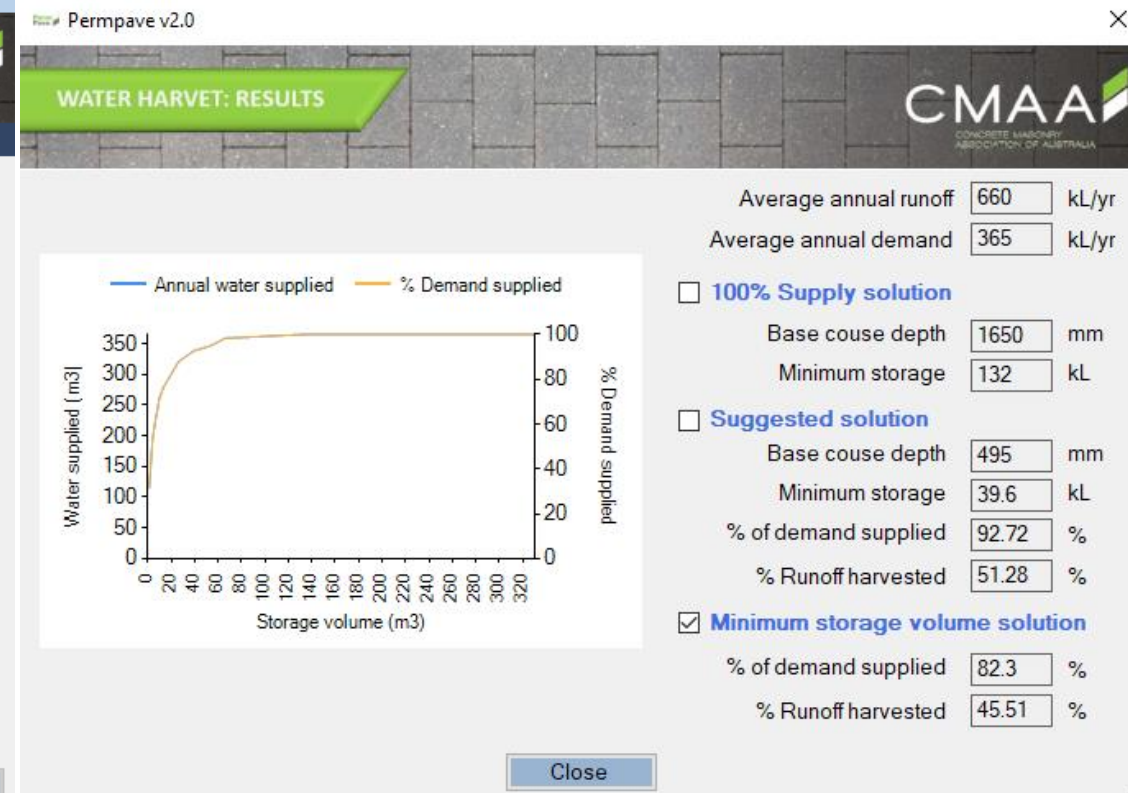 Permpave v2.0
WATER HARVET: RESULTS
CMAA
CONCRETE MASONRY
ASSOCIATION OF AUSTRALIA
Average annual runoff 660 kL/yr
Average annual demand 365 kL/yr
Annual water supplied % Demand supplied
Water supplied (m3)
350
300
250
200
150
100
50
0
100
80
60
40
20
0
% Demand supplied
0 20 40 60 80 100 120 140 160 180 200 220 240 260 280 300 320
Storage volume (m3)
100% Supply solution
Base couse depth 1650 mm
Minimum storage 132 kL
Suggested solution
Base couse depth 495 mm
Minimum storage 39.6 kL
% of demand supplied 92.72 %
% Runoff harvested 51.28 %
Minimum storage volume solution
% of demand supplied 82.3 %
% Runoff harvested 45.51 %
Close